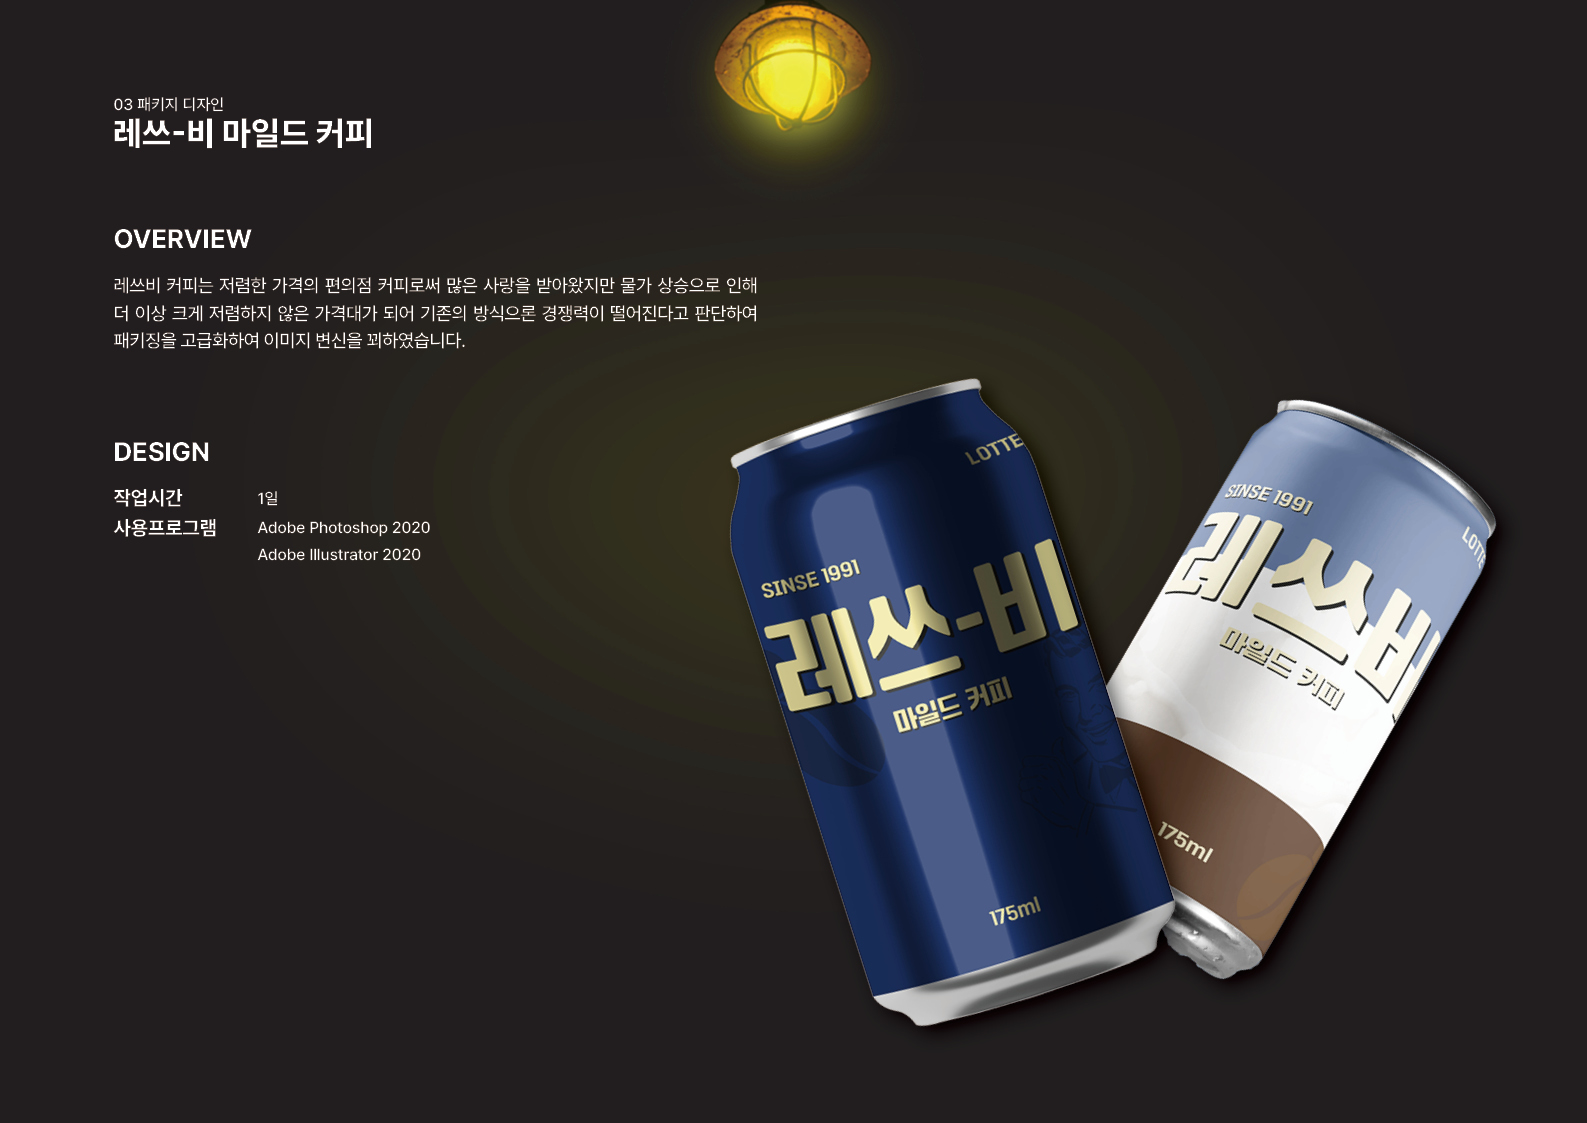 03 패키지 디자인
레쓰-비 마일드 커피
OVERVIEW
레쓰비 커피는 저렴한 가격의 편의점 커피로써 많은 사랑을 받아왔지만 물가 상승으로 인해
더 이상 크게 저렴하지 않은 가격대가 되어 기존의 방식으론 경쟁력이 떨어진다고 판단하여
패키징을 고급화하여 이미지 변신을 꾀하였습니다.
DESIGN
작업시간 1일
사용프로그램 Adobe Photoshop 2020
Adobe Illustrator 2020
LOTTE
SINSE 1991
레쓰-비
마일드 커피
175ml
SINSE 1991
LOTTE
레쓰비
마일드 커피
175ml